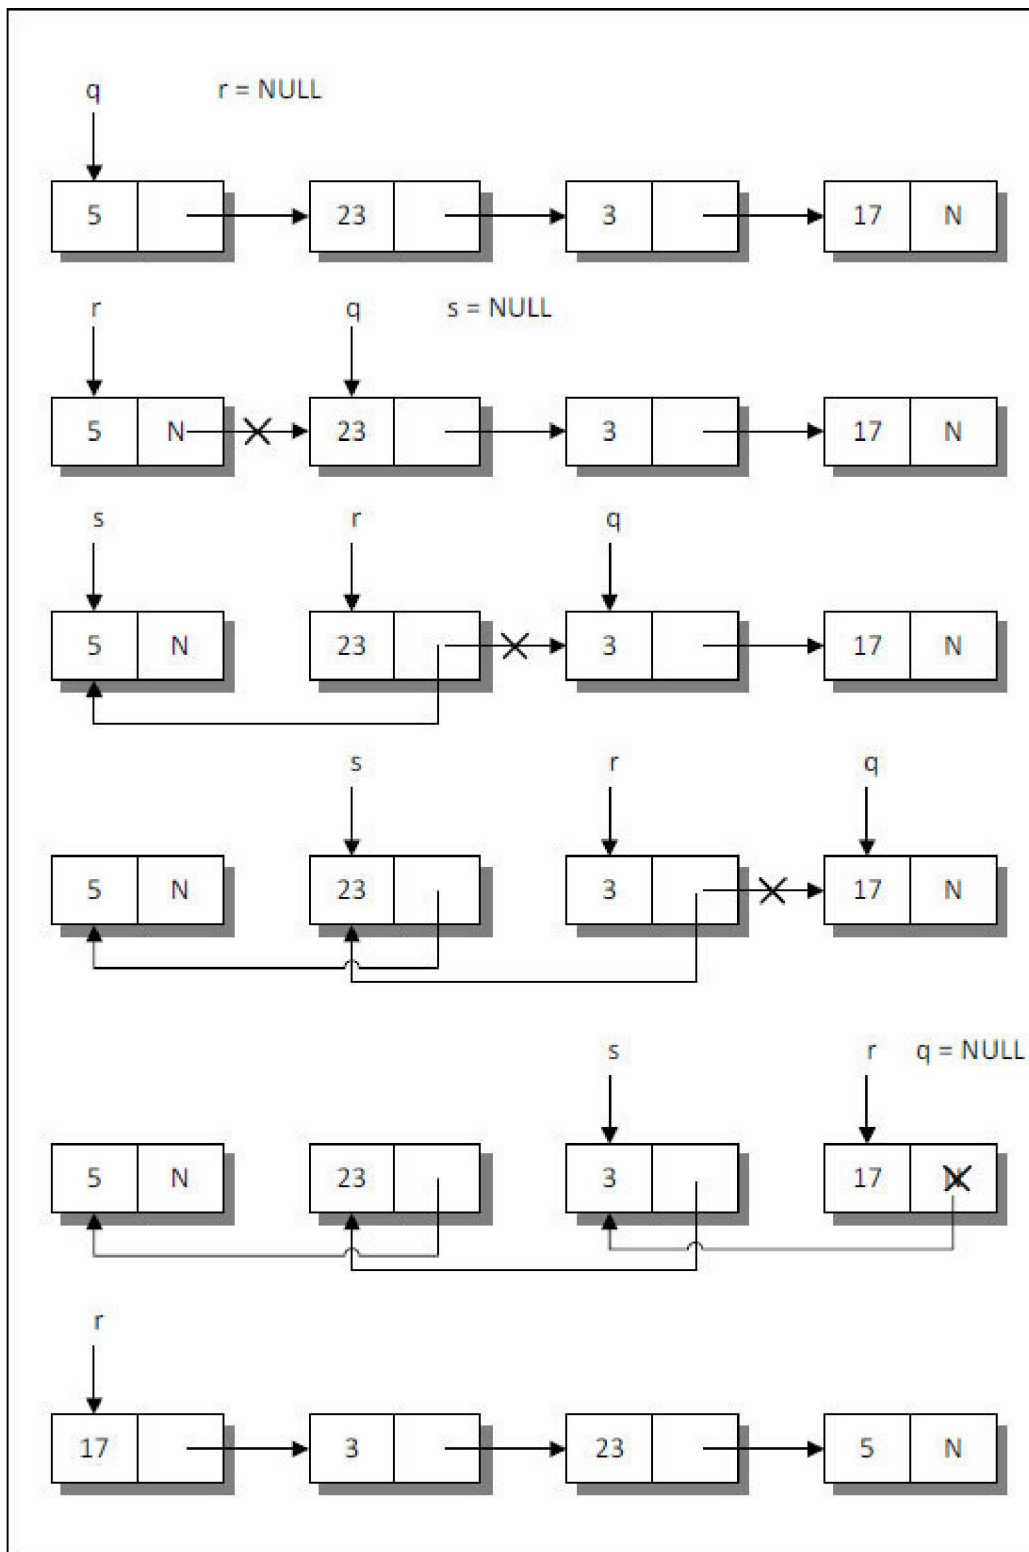 q r = NULL
5 23 3 17 N
r q s = NULL
5 N 23 3 17 N
s r q
5 N 23 3 17 N
s r q
5 N 23 3 17 N
s r q = NULL
5 N 23 3 17 N
r
17 3 23 5 N